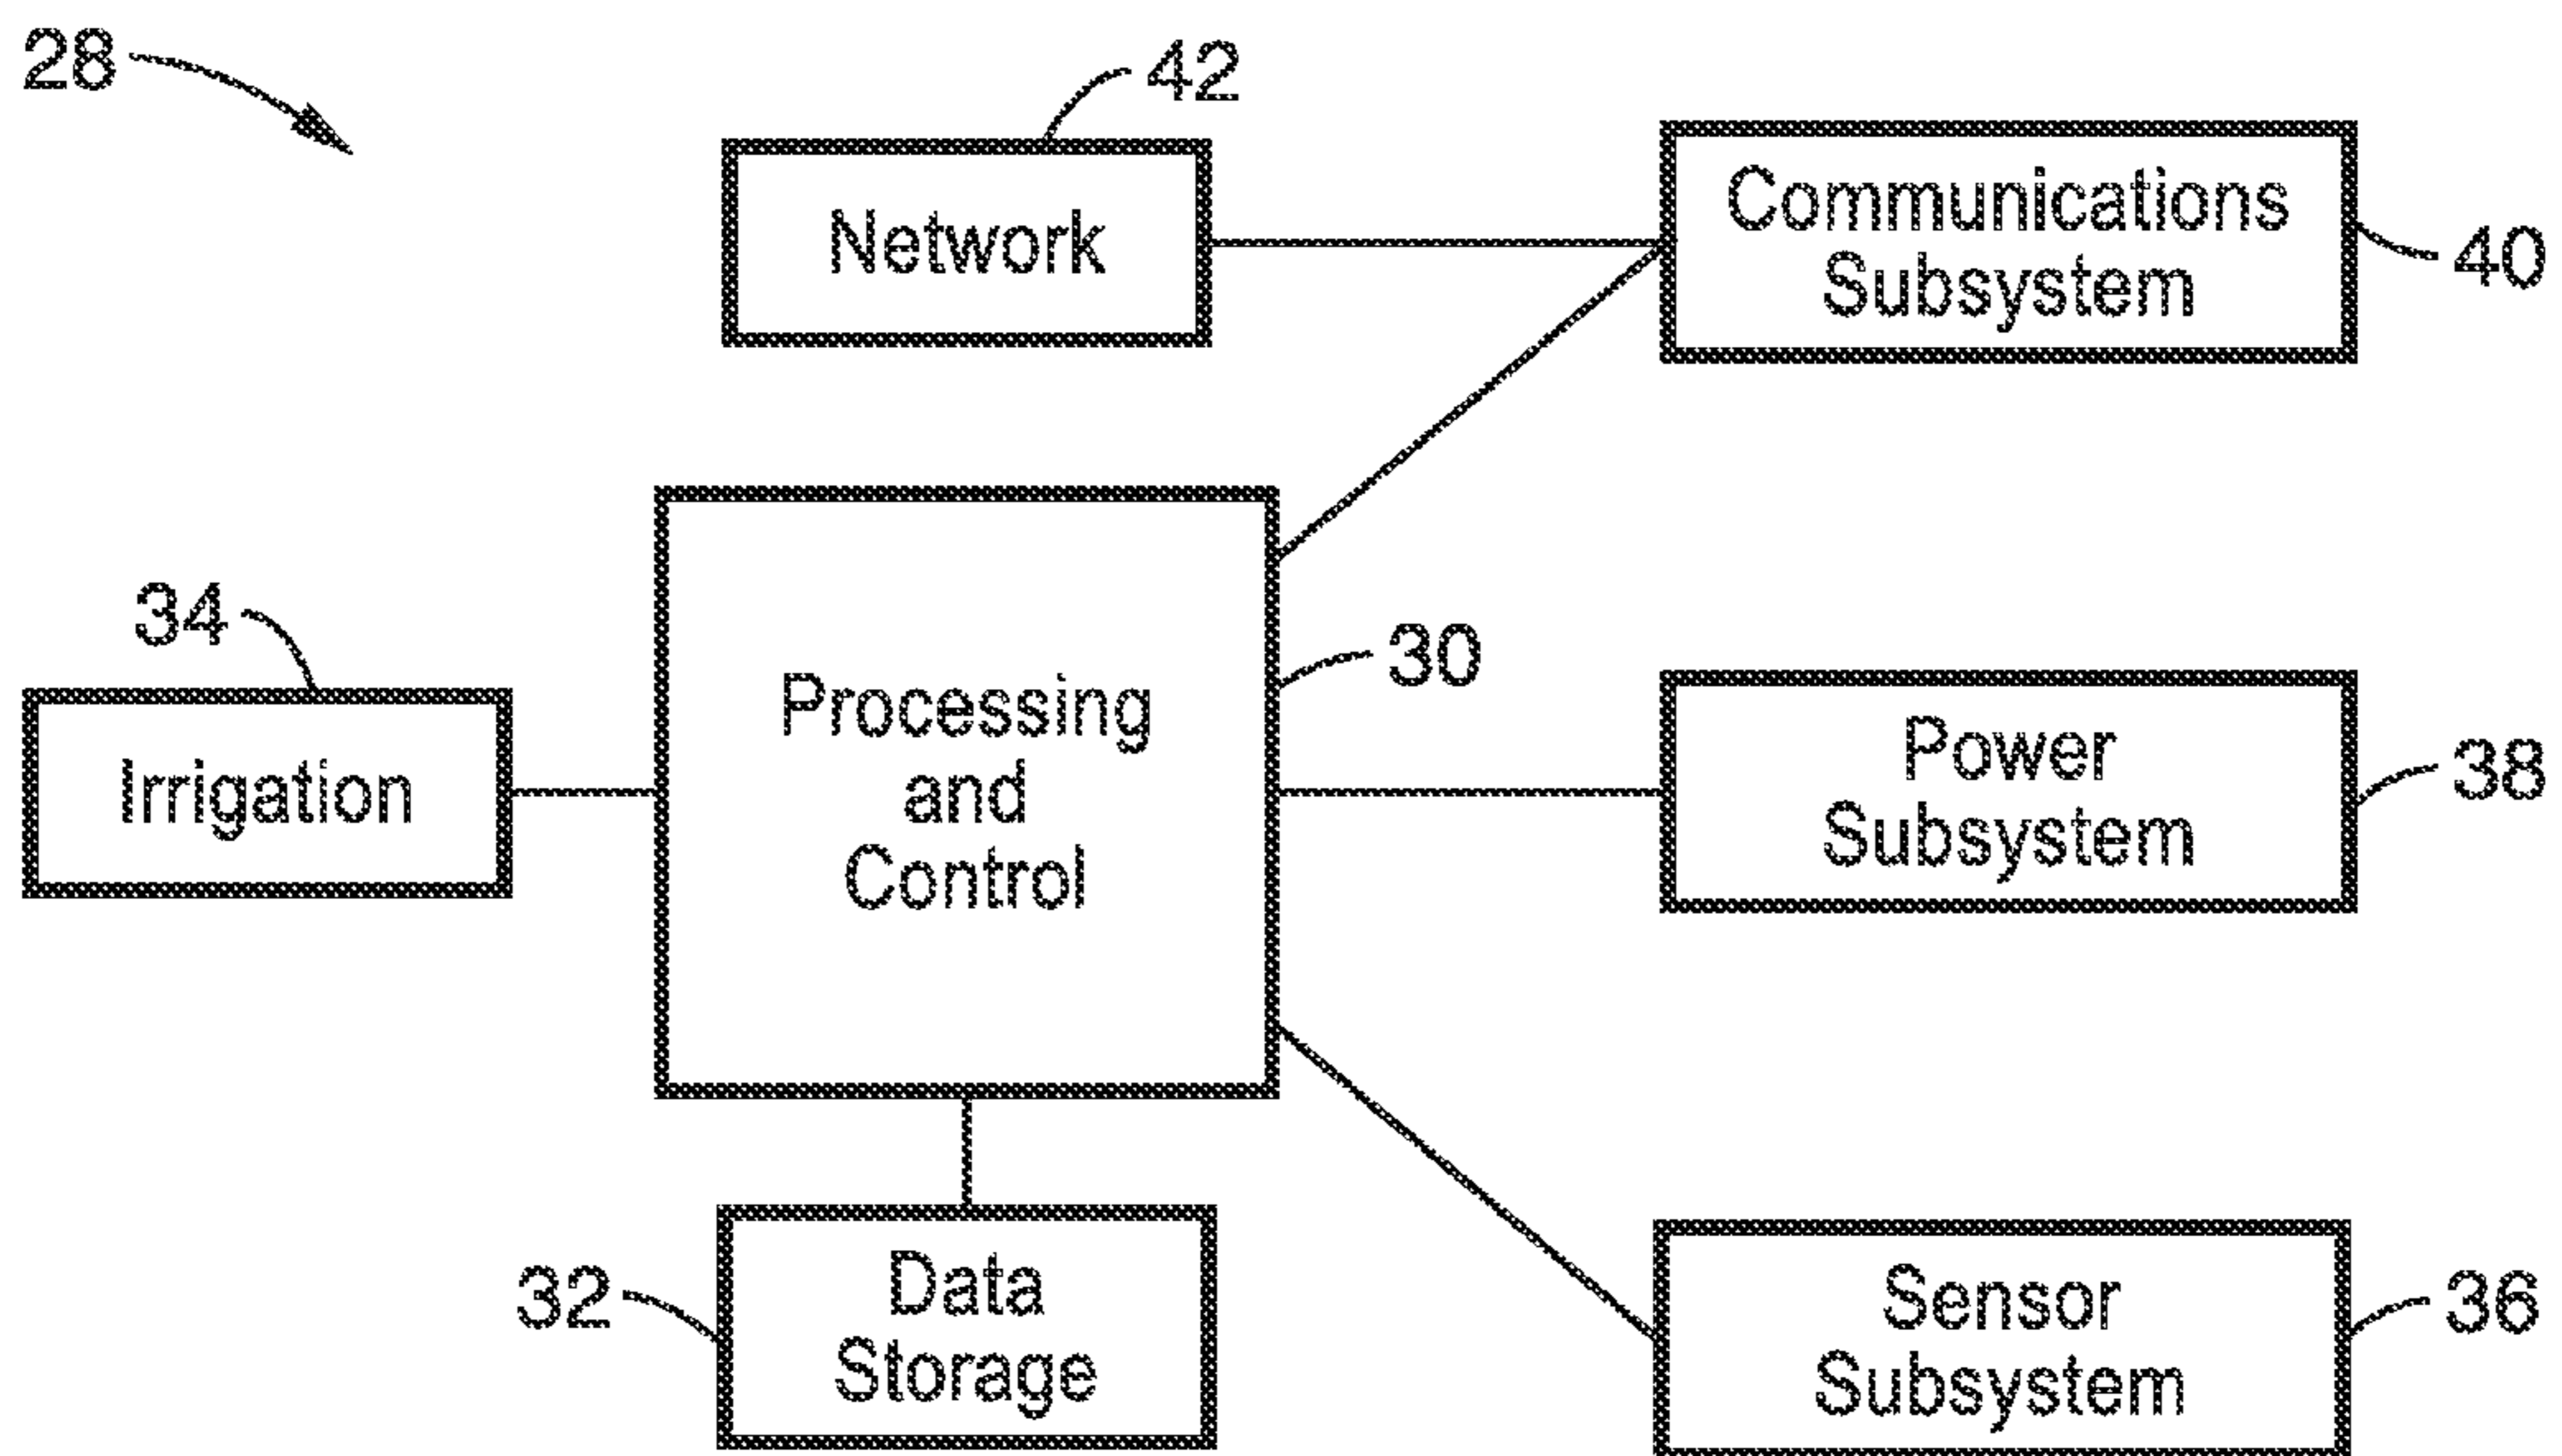 28
42
Network
Communications
Subsystem
40
34
Irrigation
Processing
and
Control
30
Power
Subsystem
38
32
Data
Storage
Sensor
Subsystem
36